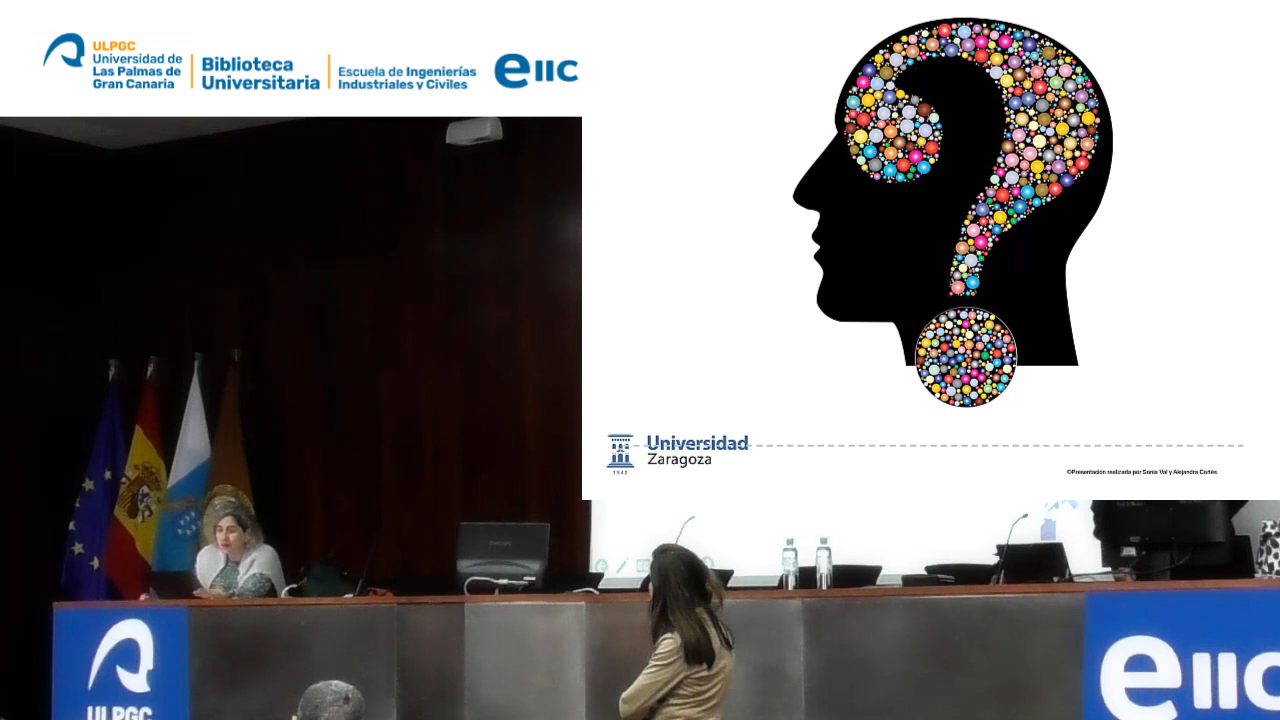 ULPGC
Universidad de
Las Palmas de
Gran Canaria
Biblioteca
Universitaria
Escuela de Ingenierías
Industriales y Civiles
eiic
Universidad
Zaragoza
1542
©Presentación realizada por Sonia Val y Alejandra Cortés
PHILIPS
ULPGC
eiic